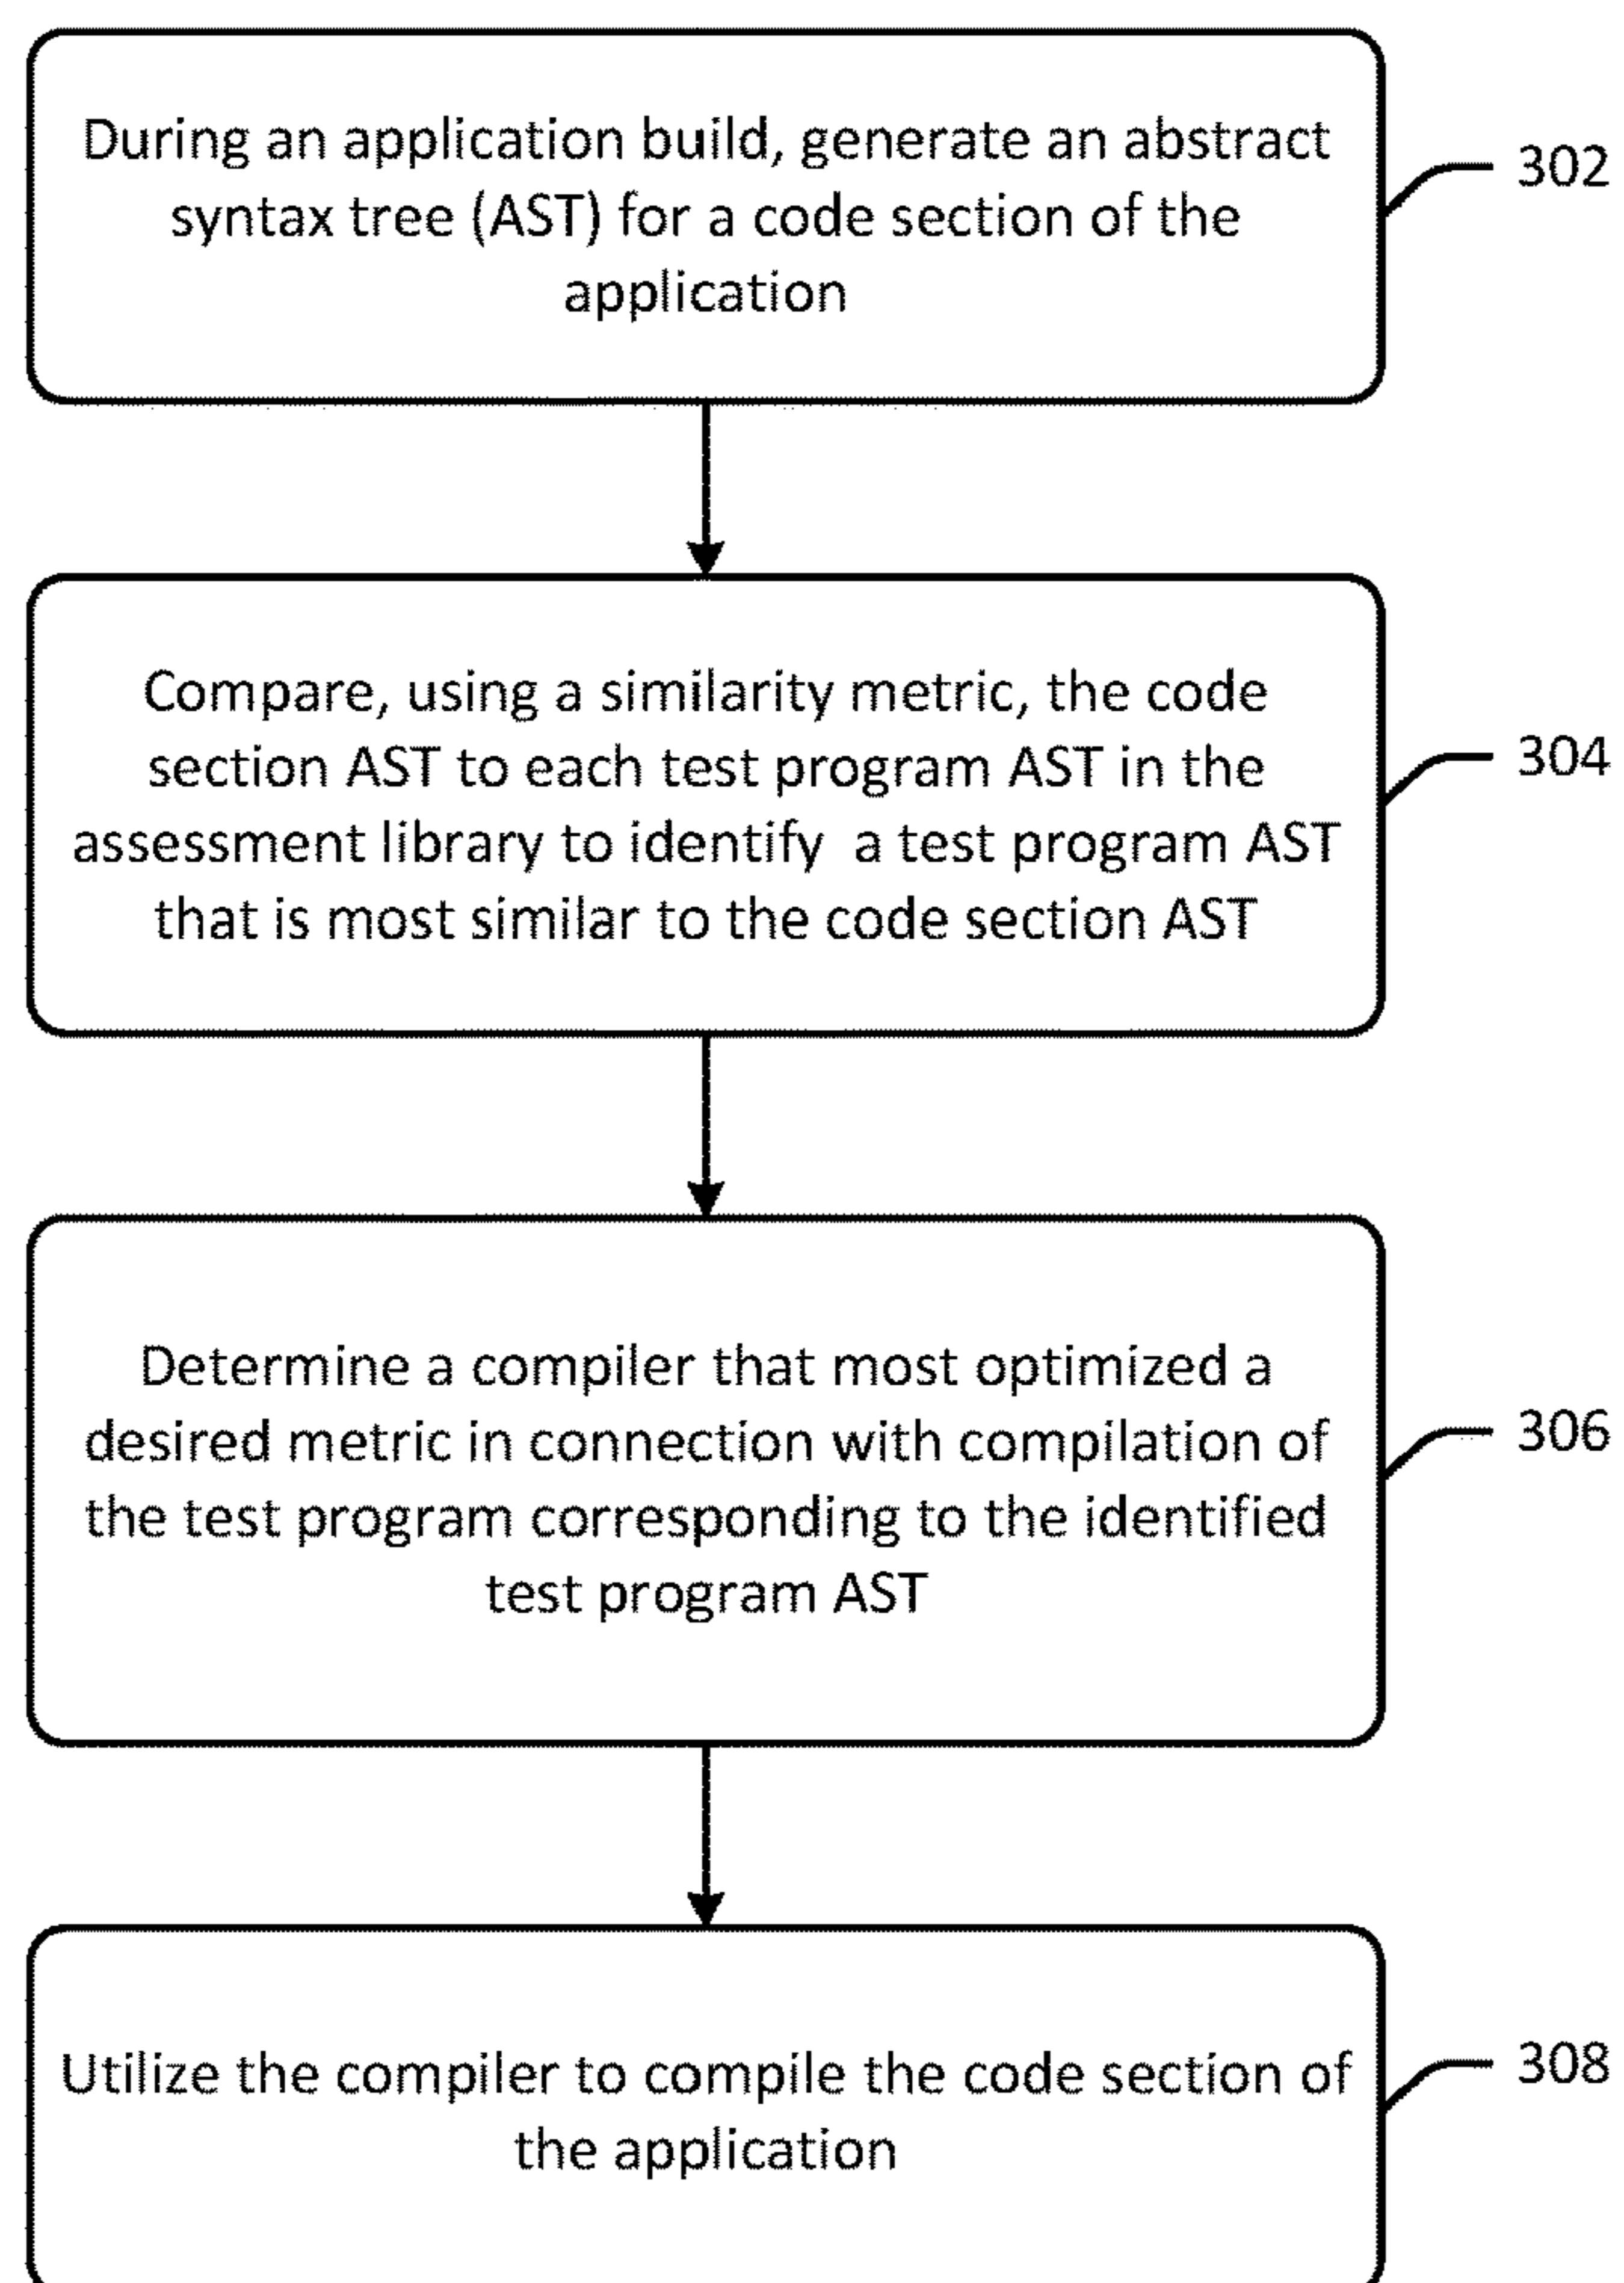 During an application build, generate an abstract
syntax tree (AST) for a code section of the
application
302
Compare, using a similarity metric, the code
section AST to each test program AST in the
assessment library to identify  a test program AST
that is most similar to the code section AST
304
Determine a compiler that most optimized a
desired metric in connection with compilation of
the test program corresponding to the identified
test program AST
306
Utilize the compiler to compile the code section of
the application
308